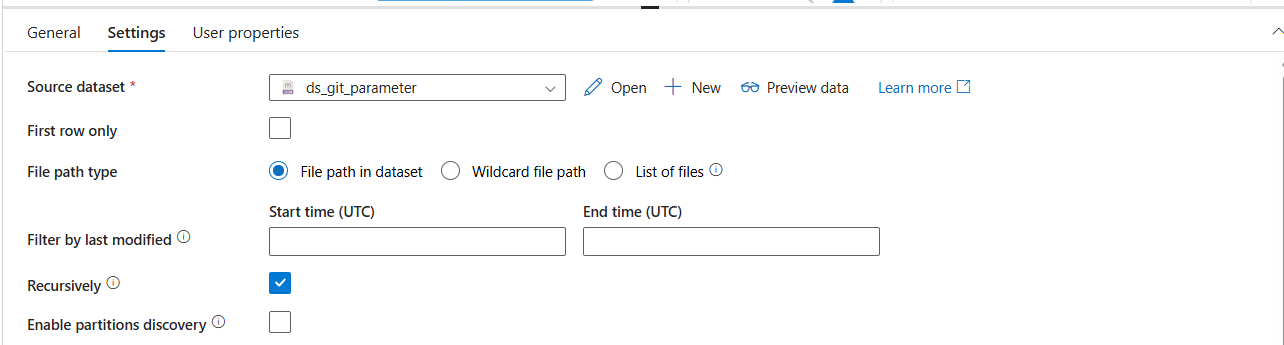 General Settings User properties
Source dataset * ds_git_parameter Open New Preview data Learn more
First row only
File path type File path in dataset Wildcard file path List of files
Start time (UTC) End time (UTC)
Filter by last modified
Recursively
Enable partitions discovery